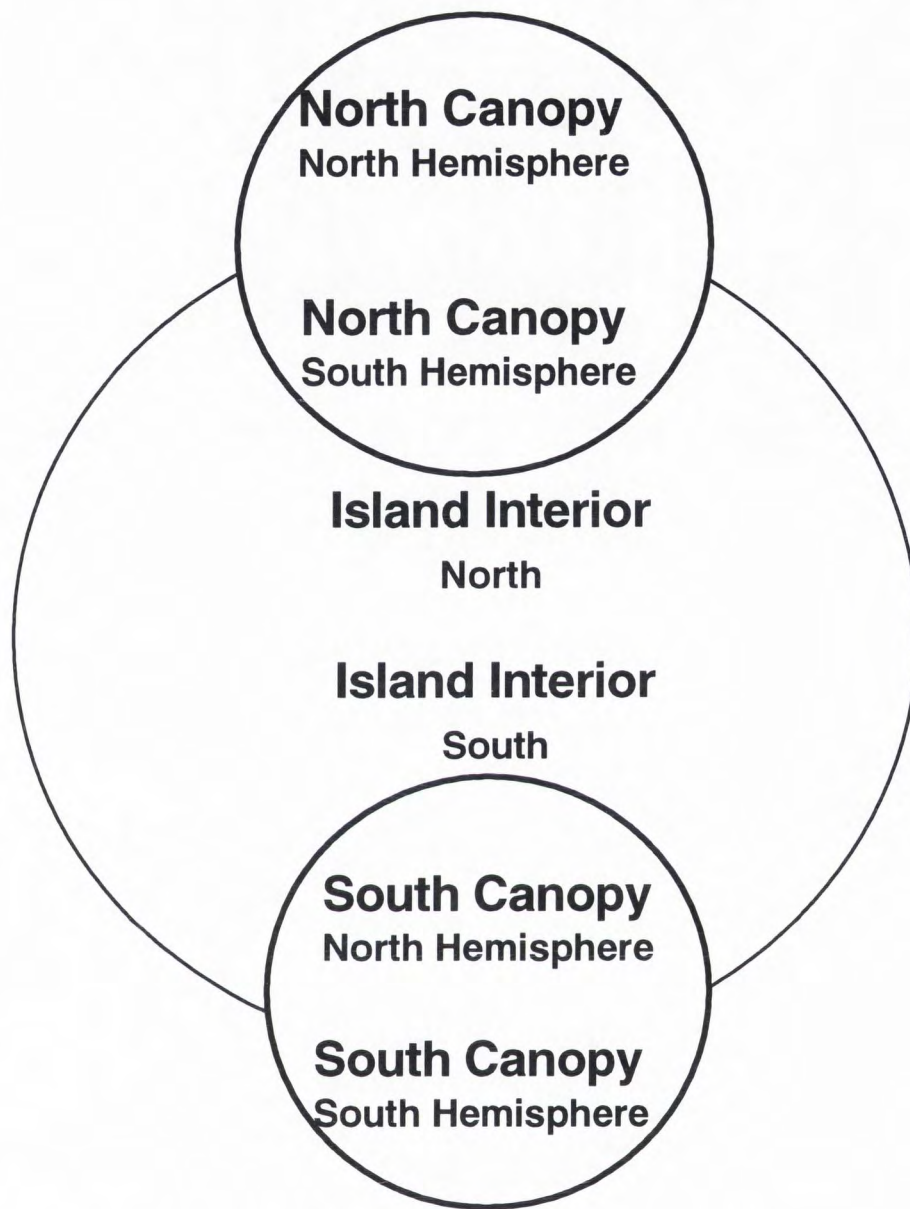 North Canopy
North Hemisphere
North Canopy
South Hemisphere
Island Interior
North
Island Interior
South
South Canopy
North Hemisphere
South Canopy
South Hemisphere